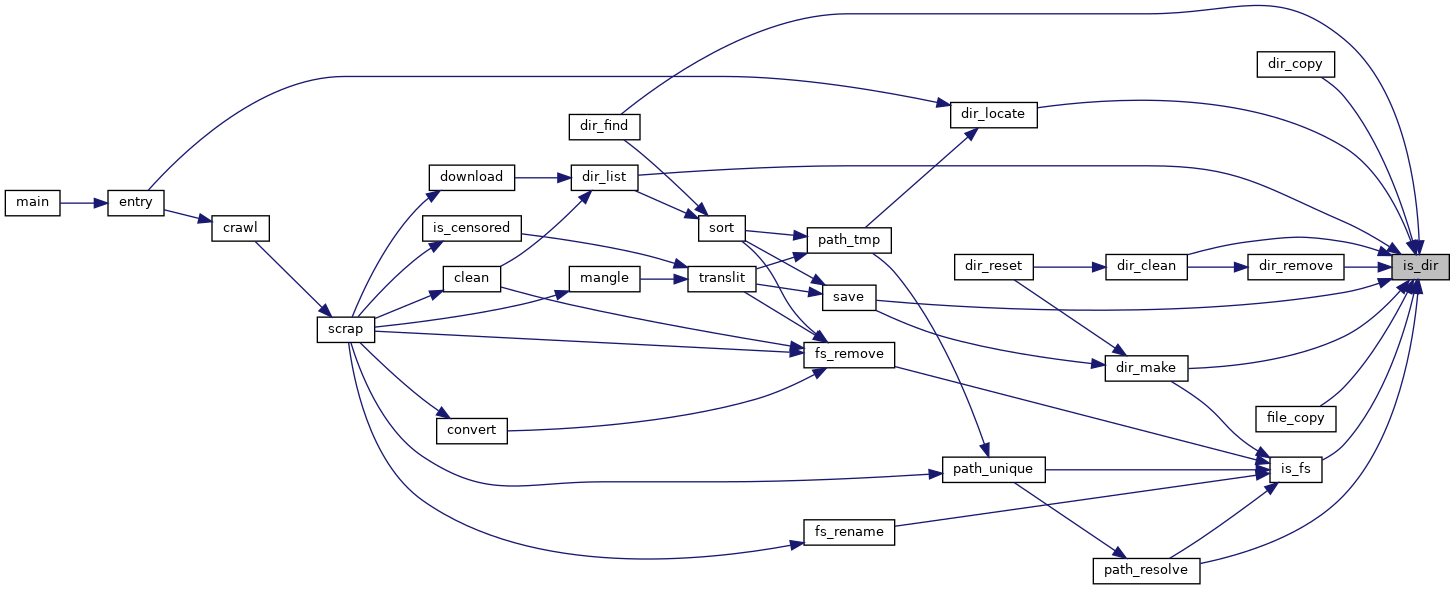 dir_copy
dir_locate
dir_find
download
dir_list
main
entry
crawl
is_censored
sort
path_tmp
dir_reset
dir_clean
dir_remove
is_dir
clean
mangle
translit
save
scrap
fs_remove
dir_make
file_copy
convert
path_unique
is_fs
fs_rename
path_resolve